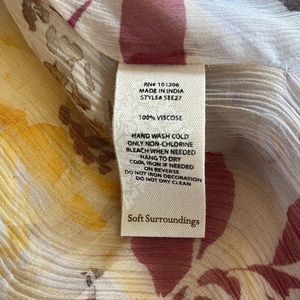 RN# 101206
MADE IN INDIA
STYLE# SEE27
100% VISCOSE
HAND WASH COLD
ONLY NON-CHLORINE
BLEACH WHEN NEEDED
HANG TO DRY
COOL IRON IF NEEDED
ON REVERSE
DO NOT IRON DECORATION
DO NOT DRY CLEAN
Soft Surroundings